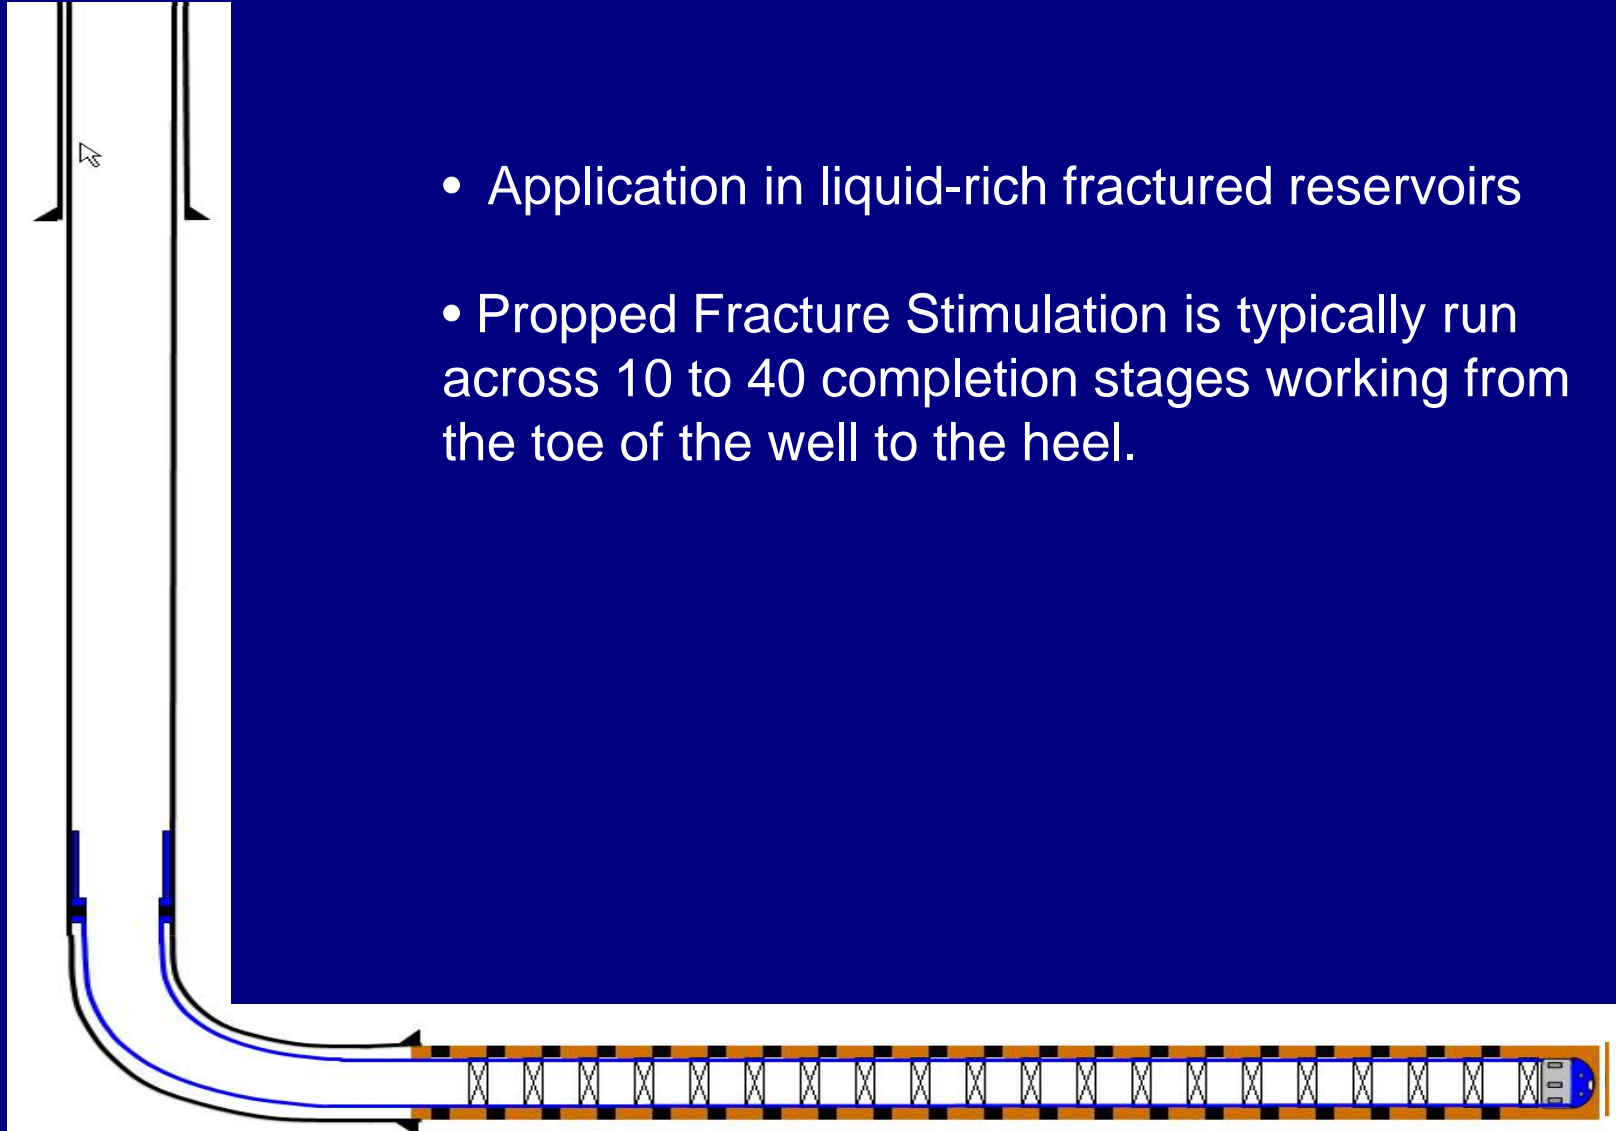 • Application in liquid-rich fractured reservoirs
• Propped Fracture Stimulation is typically run
across 10 to 40 completion stages working from
the toe of the well to the heel.